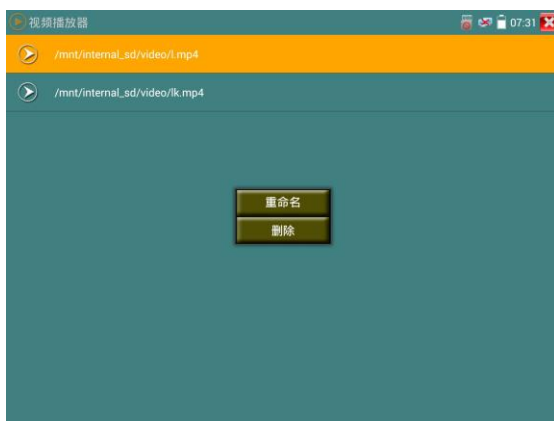 视频播放器
07:31
/mnt/internal_sd/video/l.mp4
/mnt/internal_sd/video/lk.mp4
重命名
删除